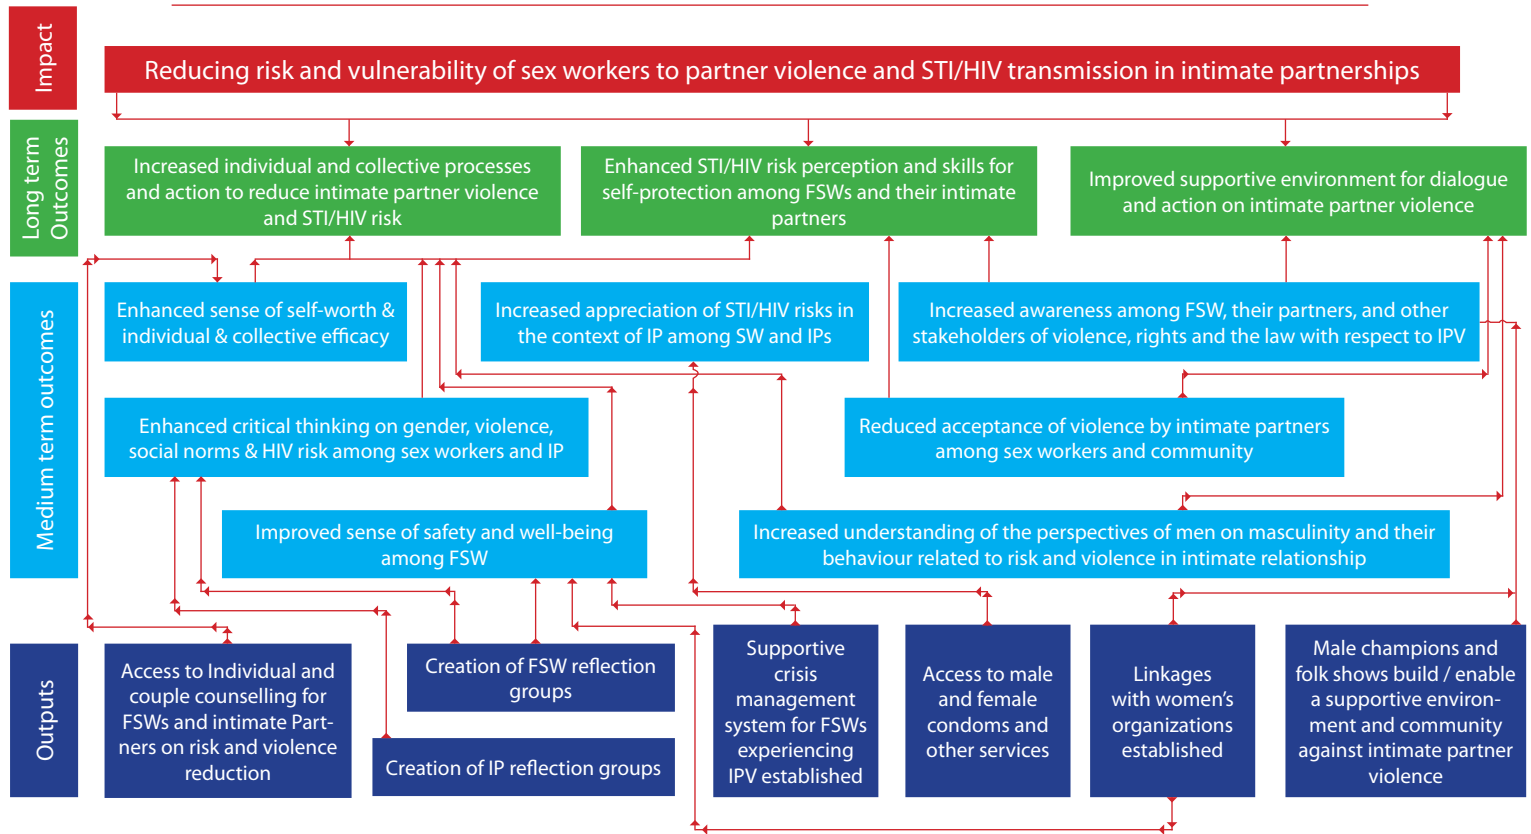 Impact
Reducing risk and vulnerability of sex workers to partner violence and STI/HIV transmission in intimate partnerships
Long term
Outcomes
Increased individual and collective processes
and action to reduce intimate partner violence
and STI/HIV risk
Enhanced STI/HIV risk perception and skills for
self-protection among FSWs and their intimate
partners
Improved supportive environment for dialogue
and action on intimate partner violence
Medium term outcomes
Enhanced sense of self-worth &
individual & collective efficacy
Increased appreciation of STI/HIV risks in
the context of IP among SW and IPs
Increased awareness among FSW, their partners, and other
stakeholders of violence, rights and the law with respect to IPV
Enhanced critical thinking on gender, violence,
social norms & HIV risk among sex workers and IP
Reduced acceptance of violence by intimate partners
among sex workers and community
Improved sense of safety and well-being
among FSW
Increased understanding of the perspectives of men on masculinity and their
behaviour related to risk and violence in intimate relationship
Outputs
Access to Individual and
couple counselling for
FSWs and intimate Part-
ners on risk and violence
reduction
Creation of FSW reflection
groups
Creation of IP reflection groups
Supportive
crisis
management
system for FSWs
experiencing
IPV established
Access to male
and female
condoms and
other services
Linkages
with women's
organizations
established
Male champions and
folk shows build / enable
a supportive environ-
ment and community
against intimate partner
violence